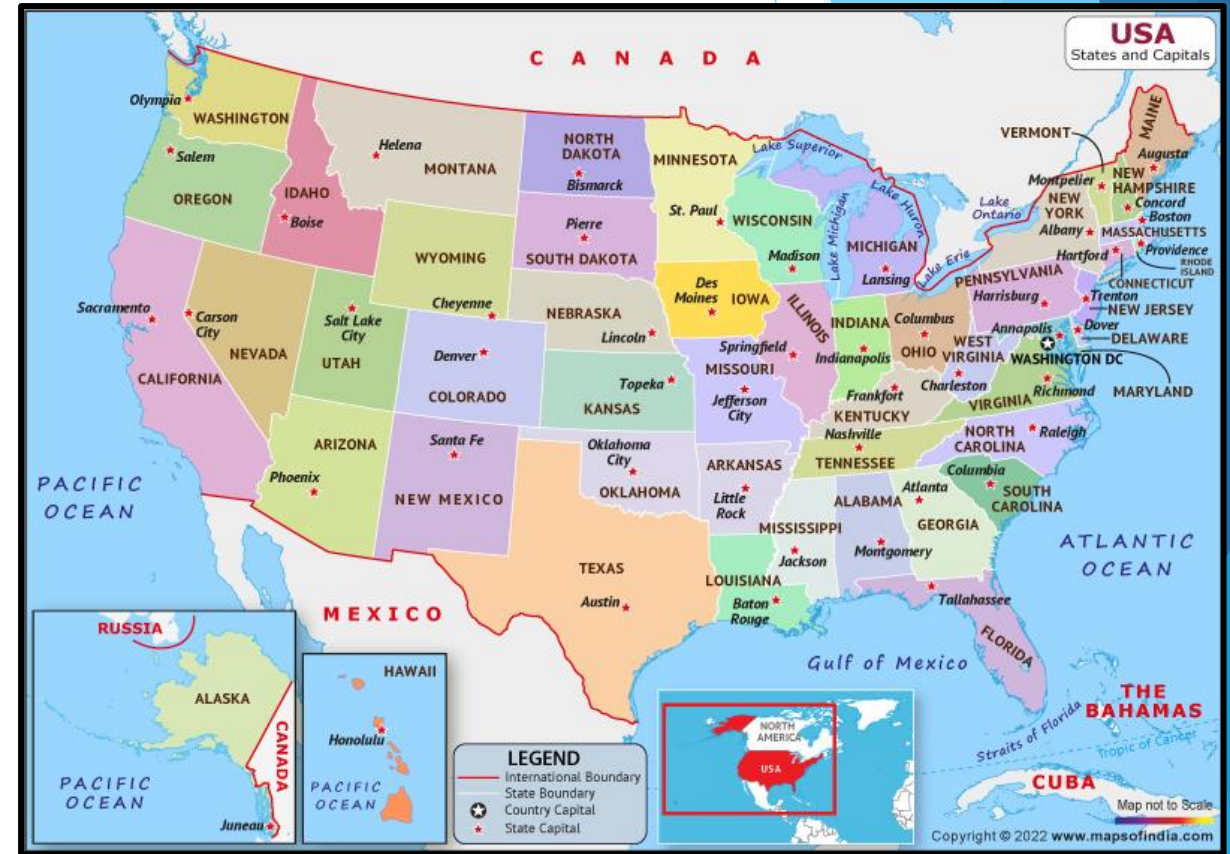 USA
States and Capitals
C A N A D A
Olympia
WASHINGTON
Salem
OREGON
IDAHO
Boise
Helena
MONTANA
NORTH
DAKOTA
Bismarck
MINNESOTA
St. Paul
Lake Superior
WISCONSIN
Madison
Lake Michigan
MICHIGAN
Lansing
Lake Huron
Lake
Ontario
Lake Erie
VERMONT
Montpelier
MAINE
Augusta
NEW
HAMPSHIRE
Concord
Boston
NEW
YORK
Albany
MASSACHUSETTS
Hartford
Providence
RHODE
ISLAND
CONNECTICUT
PENNSYLVANIA
Harrisburg
Trenton
NEW JERSEY
Annapolis
Dover
DELAWARE
WASHINGTON DC
MARYLAND
WYOMING
Cheyenne
Pierre
SOUTH DAKOTA
NEBRASKA
Lincoln
Des
Moines
IOWA
ILLINOIS
Springfield
INDIANA
Indianapolis
Columbus
OHIO
WEST
VIRGINIA
Charleston
VIRGINIA
Richmond
Sacramento
CALIFORNIA
Carson
City
NEVADA
Salt Lake
City
UTAH
Denver
COLORADO
Topeka
KANSAS
MISSOURI
Jefferson
City
Frankfort
KENTUCKY
Nashville
TENNESSEE
NORTH
CAROLINA
Raleigh
Columbia
SOUTH
CAROLINA
ARIZONA
Phoenix
Santa Fe
NEW MEXICO
Oklahoma
City
OKLAHOMA
ARKANSAS
Little
Rock
MISSISSIPPI
Jackson
ALABAMA
Montgomery
Atlanta
GEORGIA
TEXAS
Austin
LOUISIANA
Baton
Rouge
Tallahassee
FLORIDA
PACIFIC
OCEAN
ATLANTIC
OCEAN
MEXICO
Gulf of Mexico
RUSSIA
ALASKA
CANADA
PACIFIC
OCEAN
Juneau
HAWAII
Honolulu
PACIFIC
OCEAN
LEGEND
International Boundary
State Boundary
Country Capital
State Capital
NORTH
AMERICA
USA
THE
BAHAMAS
Straits of Florida
Tropic of Cancer
CUBA
Map not to Scale
Copyright © 2022 www.mapsofindia.com